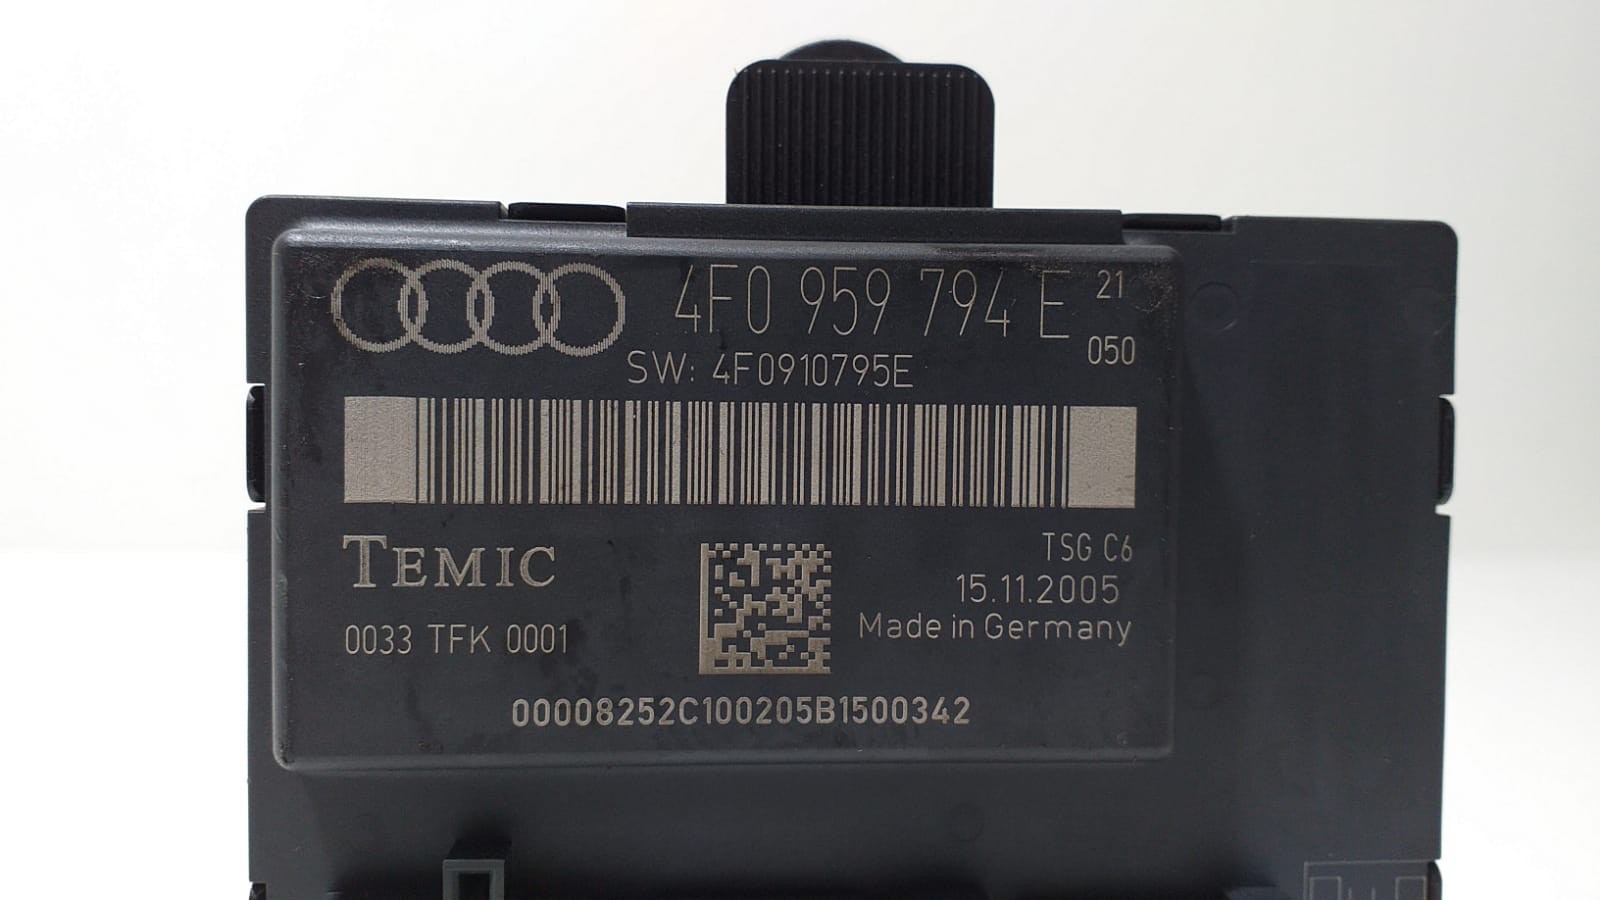 4F0 959 794 E 21
050
SW: 4F0910795E
TEMIC
TSG C6
15.11.2005
0033 TFK 0001
Made in Germany
00008252C100205B1500342